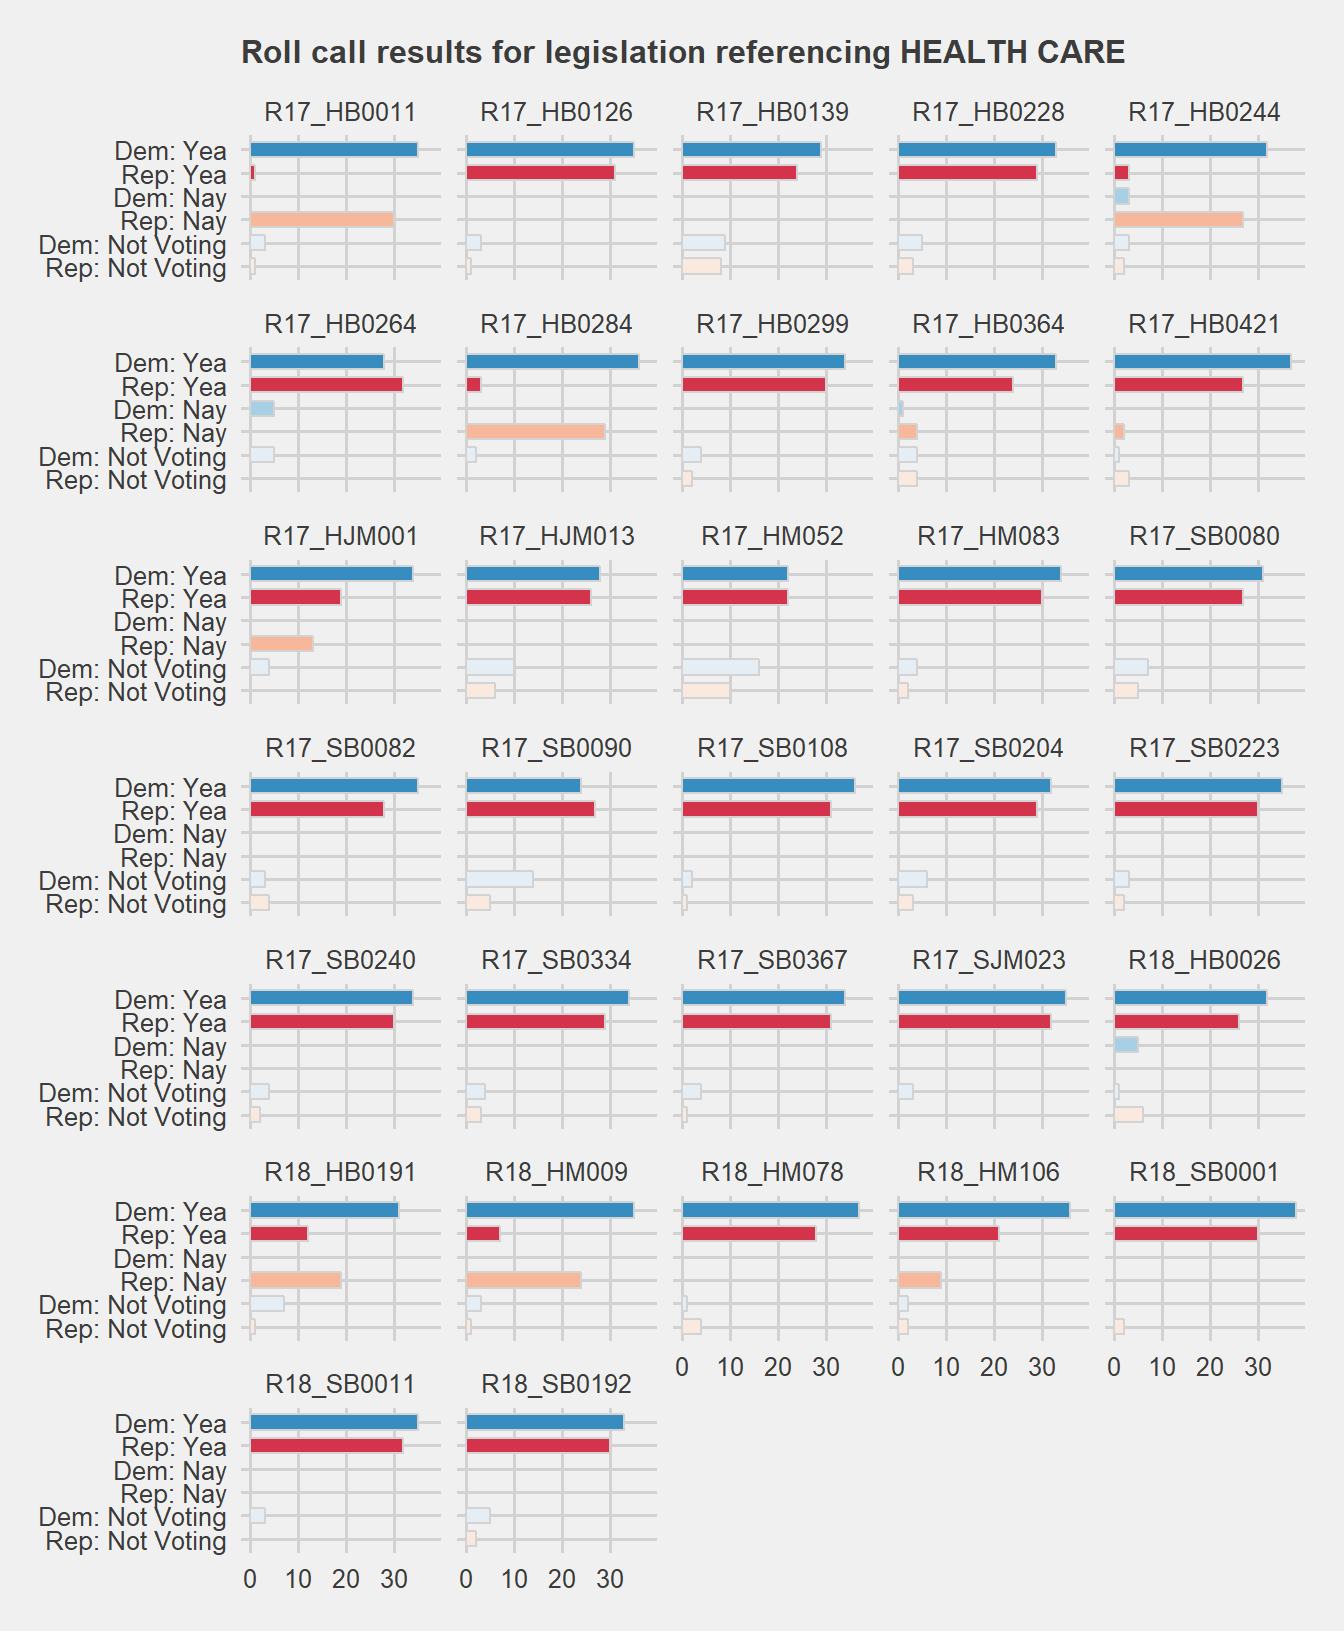 Roll call results for legislation referencing HEALTH CARE
R17_HB0011 R17_HB0126 R17_HB0139 R17_HB0228 R17_HB0244
Dem: Yea
Rep: Yea
Dem: Nay
Rep: Nay
Dem: Not Voting
Rep: Not Voting
R17_HB0264 R17_HB0284 R17_HB0299 R17_HB0364 R17_HB0421
Dem: Yea
Rep: Yea
Dem: Nay
Rep: Nay
Dem: Not Voting
Rep: Not Voting
R17_HJM001 R17_HJM013 R17_HM052 R17_HM083 R17_SB0080
Dem: Yea
Rep: Yea
Dem: Nay
Rep: Nay
Dem: Not Voting
Rep: Not Voting
R17_SB0082 R17_SB0090 R17_SB0108 R17_SB0204 R17_SB0223
Dem: Yea
Rep: Yea
Dem: Nay
Rep: Nay
Dem: Not Voting
Rep: Not Voting
R17_SB0240 R17_SB0334 R17_SB0367 R17_SJM023 R18_HB0026
Dem: Yea
Rep: Yea
Dem: Nay
Rep: Nay
Dem: Not Voting
Rep: Not Voting
R18_HB0191 R18_HM009 R18_HM078 R18_HM106 R18_SB0001
Dem: Yea
Rep: Yea
Dem: Nay
Rep: Nay
Dem: Not Voting
Rep: Not Voting
0 10 20 30 0 10 20 30 0 10 20 30
R18_SB0011 R18_SB0192
Dem: Yea
Rep: Yea
Dem: Nay
Rep: Nay
Dem: Not Voting
Rep: Not Voting
0 10 20 30 0 10 20 30